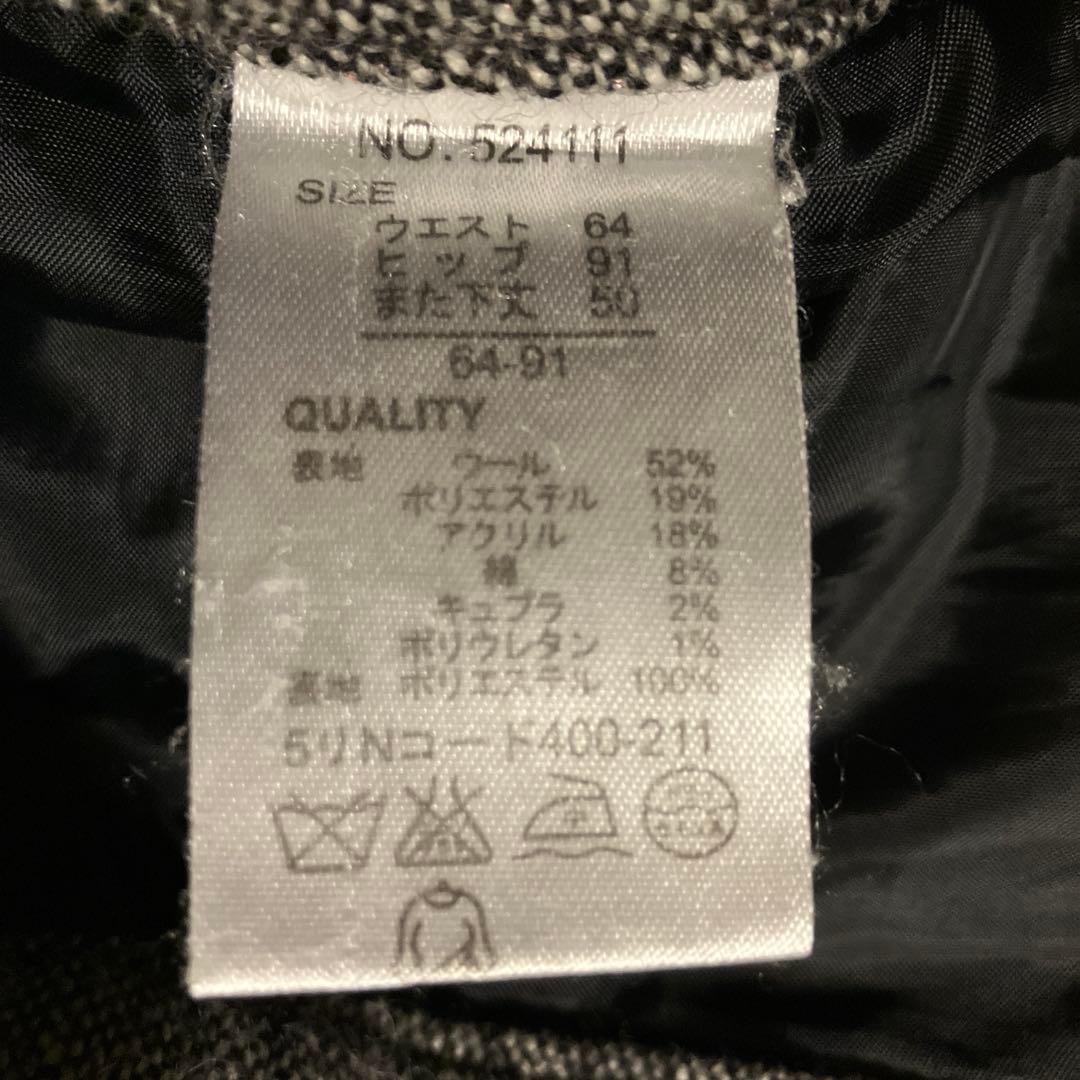 NO. 524111
SIZE
ウエスト 64
ヒップ 91
また下丈 50
64-91
QUALITY
表地 ウール 52%
ポリエステル 19%
アクリル 18%
綿 8%
キュプラ 2%
ポリウレタン 1%
裏地 ポリエステル 100%
5リNコード400-211
中